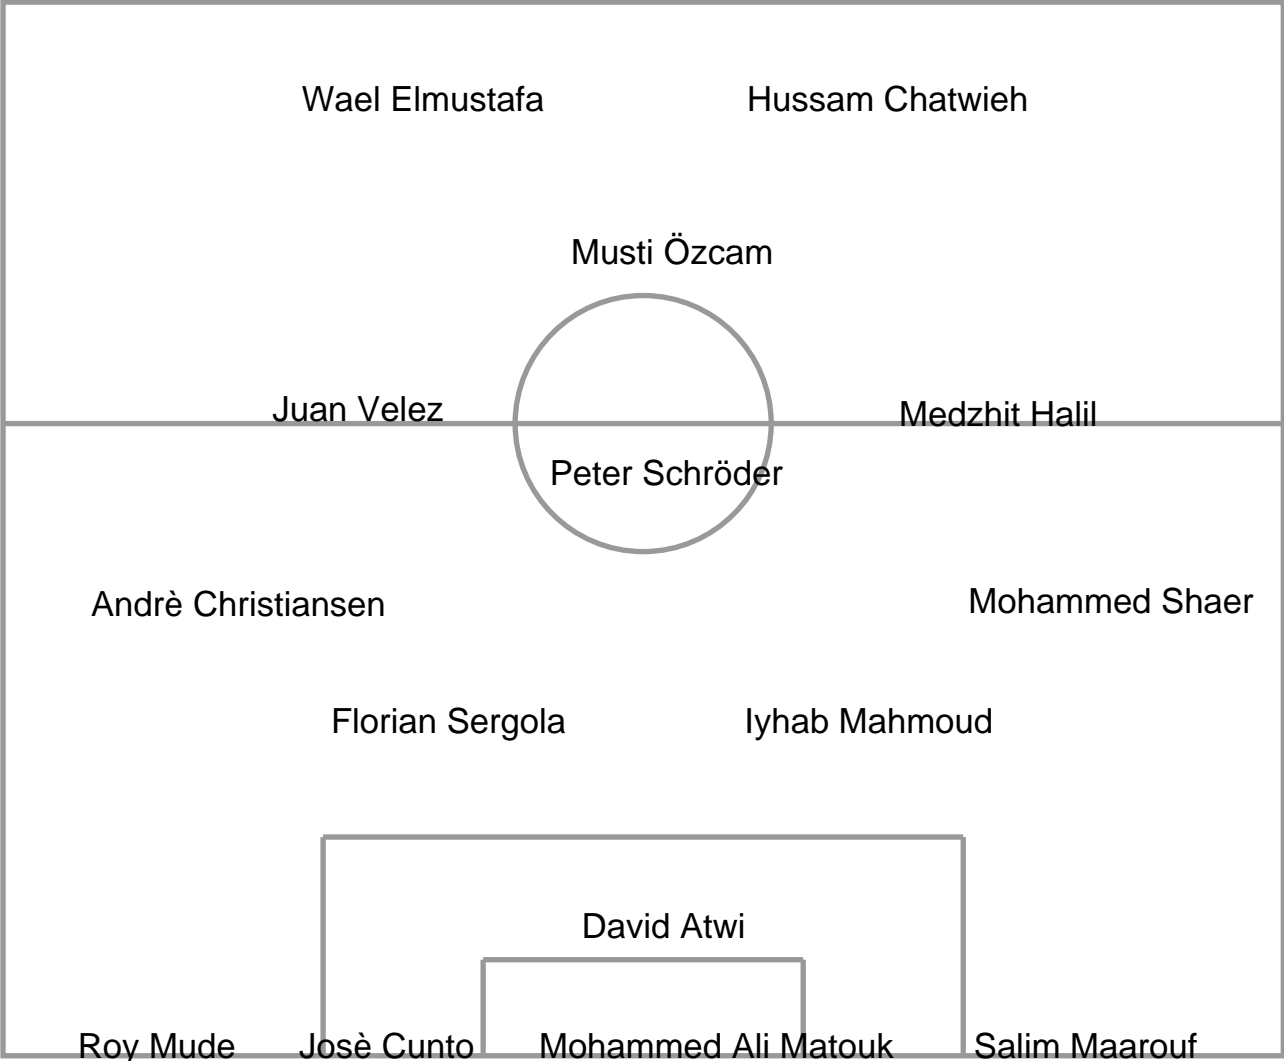 Wael Elmustafa
Hussam Chatwieh
Musti Özcam
Juan Velez
Medzhit Halil
Peter Schröder
Andrè Christiansen
Mohammed Shaer
Florian Sergola
Iyhab Mahmoud
David Atwi
Roy Mude
Josè Cunto
Mohammed Ali Matouk
Salim Maarouf